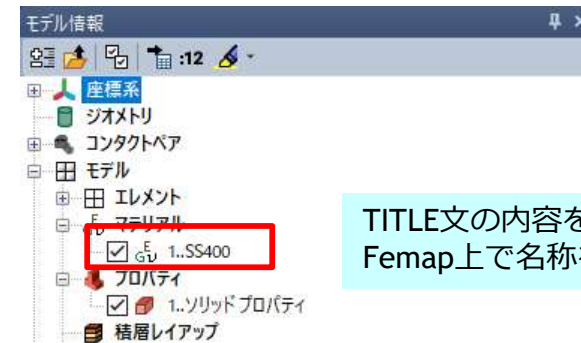 モデル情報
:12
座標系
ジオメトリ
コンタクトペア
モデル
エレメント
マテリアル
1..SS400
プロパティ
1..ソリッド プロパティ
積層レイアップ
TITLE文の内容を
Femap上で名称を